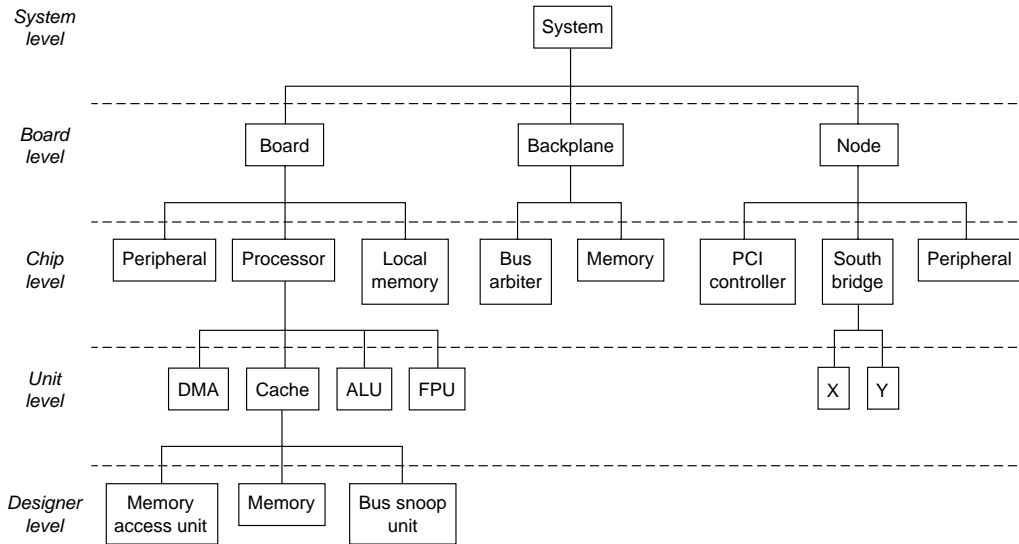 System
level
System
Board
level
Board
Backplane
Node
Chip
level
Peripheral
Processor
Local
memory
Bus
arbiter
Memory
PCI
controller
South
bridge
Peripheral
Unit
level
DMA
Cache
ALU
FPU
X
Y
Designer
level
Memory
access unit
Memory
Bus snoop
unit